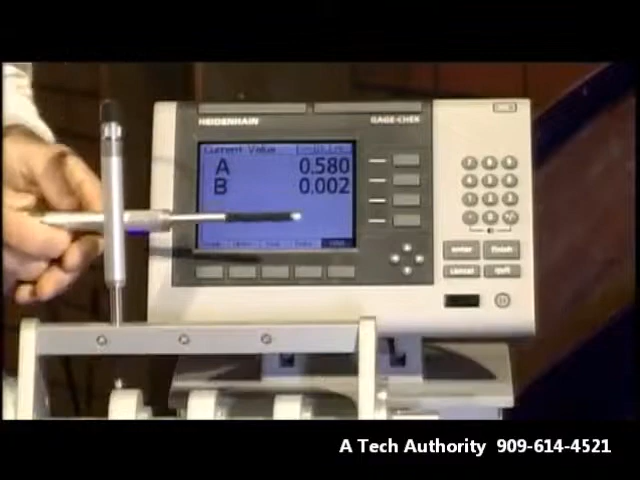 HEIDENHAIN
GAGE-CHEK
Current Value
A 0.580
B 0.002
enter
finish
cancel
quit
A Tech Authority 909-614-4521